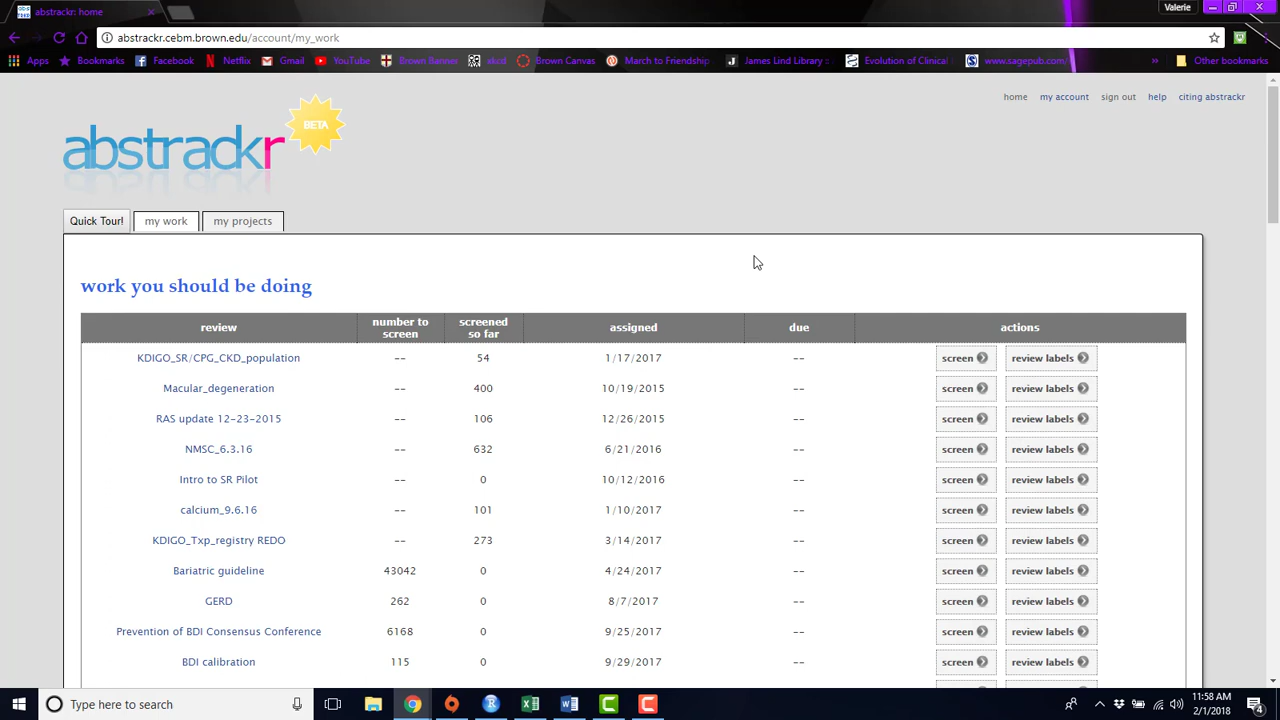 abstrackr: home
Valerie
abstrackr.cebm.brown.edu/account/my_work
Apps Bookmarks Facebook Netflix Gmail YouTube Brown Banner xkcd Brown Canvas March to Friendship James Lind Library Evolution of Clinical www.sagepub.com/ » Other bookmarks
home my account sign out help citing abstrackr
abstrackr BETA
Quick Tour! my work my projects
work you should be doing
review number to screen screened so far assigned due actions
KDIGO_SR/CPG_CKD_population -- 54 1/17/2017 -- screen review labels
Macular_degeneration -- 400 10/19/2015 -- screen review labels
RAS update 12-23-2015 -- 106 12/26/2015 -- screen review labels
NMSC_6.3.16 -- 632 6/21/2016 -- screen review labels
Intro to SR Pilot -- 0 10/12/2016 -- screen review labels
calcium_9.6.16 -- 101 1/10/2017 -- screen review labels
KDIGO_Txp_registry REDO -- 273 3/14/2017 -- screen review labels
Bariatric guideline 43042 0 4/24/2017 -- screen review labels
GERD 262 0 8/7/2017 -- screen review labels
Prevention of BDI Consensus Conference 6168 0 9/25/2017 -- screen review labels
BDI calibration 115 0 9/29/2017 -- screen review labels
Type here to search
11:58 AM
2/1/2018
4